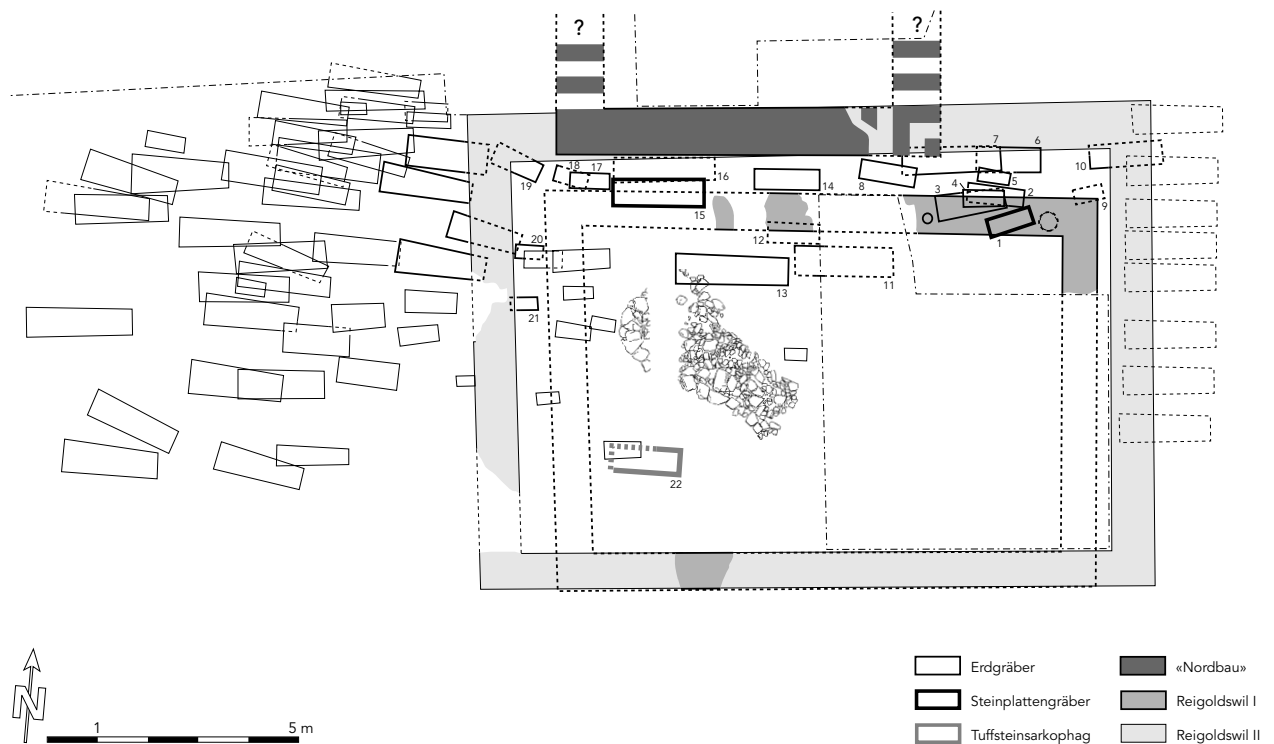 ? ?
7 6
18 17 10
19 16 8 14 5
4
3 2
15 9
20 12 1
13 11
21
22
Erdgräber «Nordbau»
Steinplattengräber Reigoldswil I
Tuffsteinsarkophag Reigoldswil II
N
1 5 m